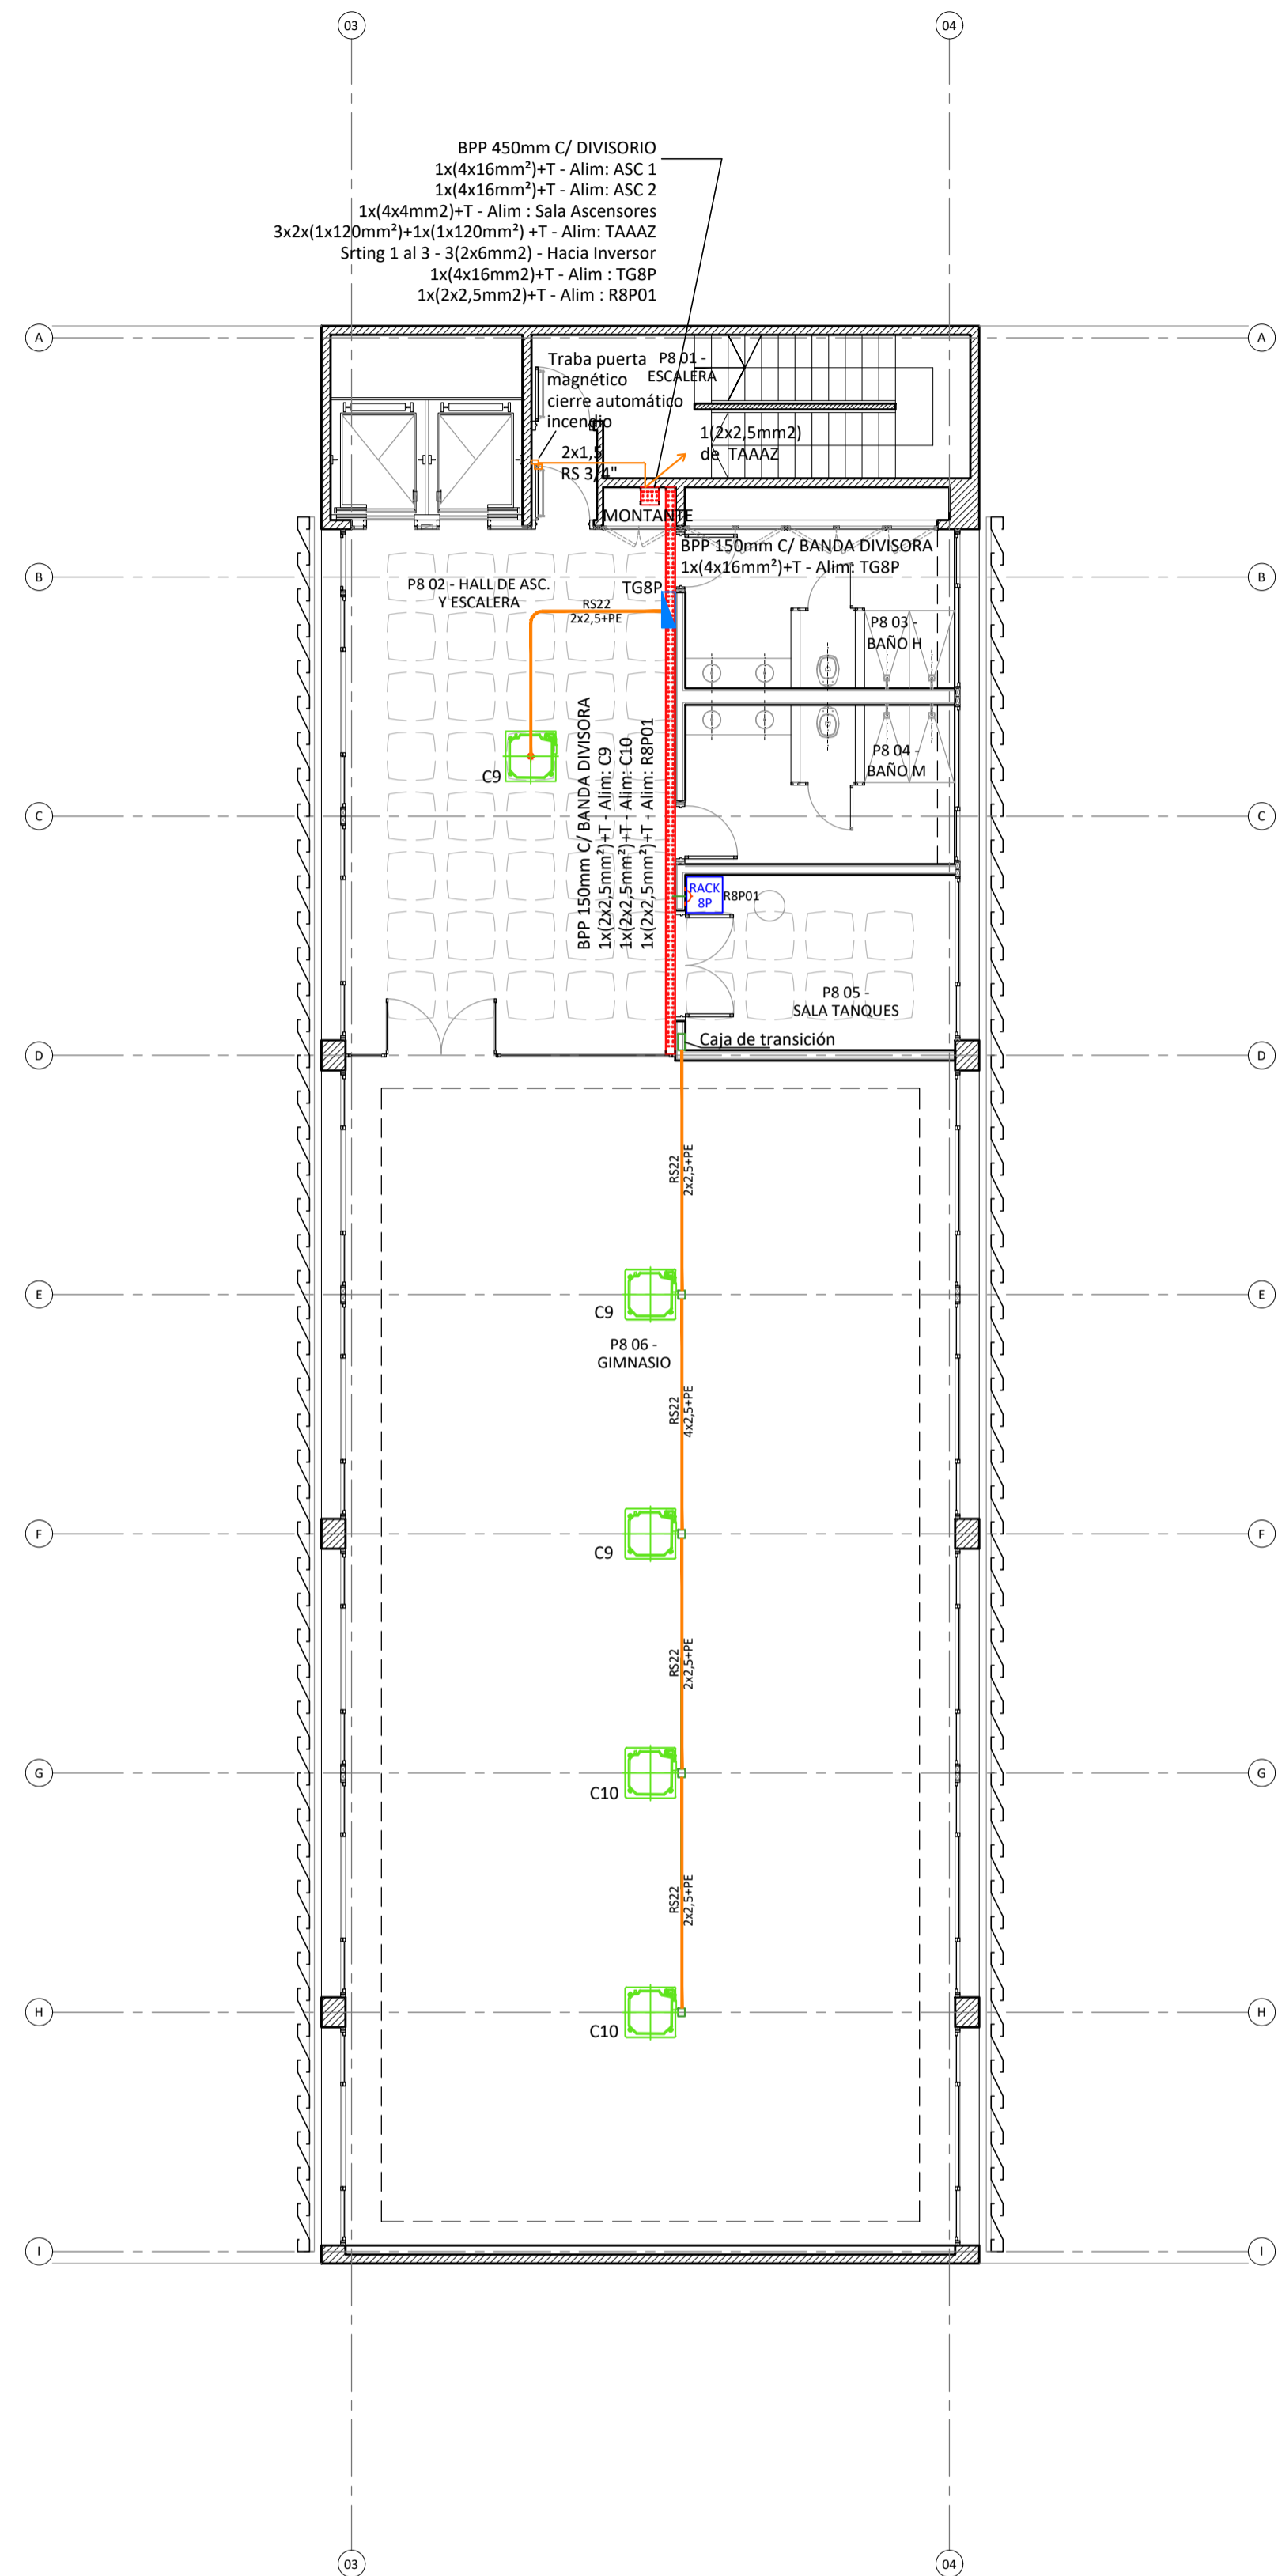 03
04
BPP 450mm C/ DIVISORIO
1x(4x16mm²)+T - Alim: ASC 1
1x(4x16mm²)+T - Alim: ASC 2
1x(4x4mm2)+T - Alim : Sala Ascensores
3x2x(1x120mm²)+1x(1x120mm²) +T - Alim: TAAAZ
Srting 1 al 3 - 3(2x6mm2) - Hacia Inversor
1x(4x16mm2)+T - Alim : TG8P
1x(2x2,5mm2)+T - Alim : R8P01
A
A
Traba puerta
magnético
cierre automático
incendio
P8 01 -
ESCALERA
2x1,5
RS 3/4"
1(2x2,5mm2)
de TAAAZ
MONTANTE
BPP 150mm C/ BANDA DIVISORA
1x(4x16mm²)+T - Alim: TG8P
B
B
P8 02 - HALL DE ASC.
Y ESCALERA
TG8P
RS22
2x2,5+PE
P8 03 -
BAÑO H
P8 04 -
BAÑO M
C9
BPP 150mm C/ BANDA DIVISORA
1x(2x2,5mm²)+T - Alim: C9
1x(2x2,5mm²)+T - Alim: C10
1x(2x2,5mm²)+T - Alim: R8P01
C
C
RACK
8P
R8P01
P8 05 -
SALA TANQUES
Caja de transición
D
D
RS22
2x2,5+PE
E
E
C9
P8 06 -
GIMNASIO
RS22
4x2,5+PE
F
F
C9
RS22
2x2,5+PE
G
G
C10
RS22
2x2,5+PE
H
H
C10
I
I
03
04